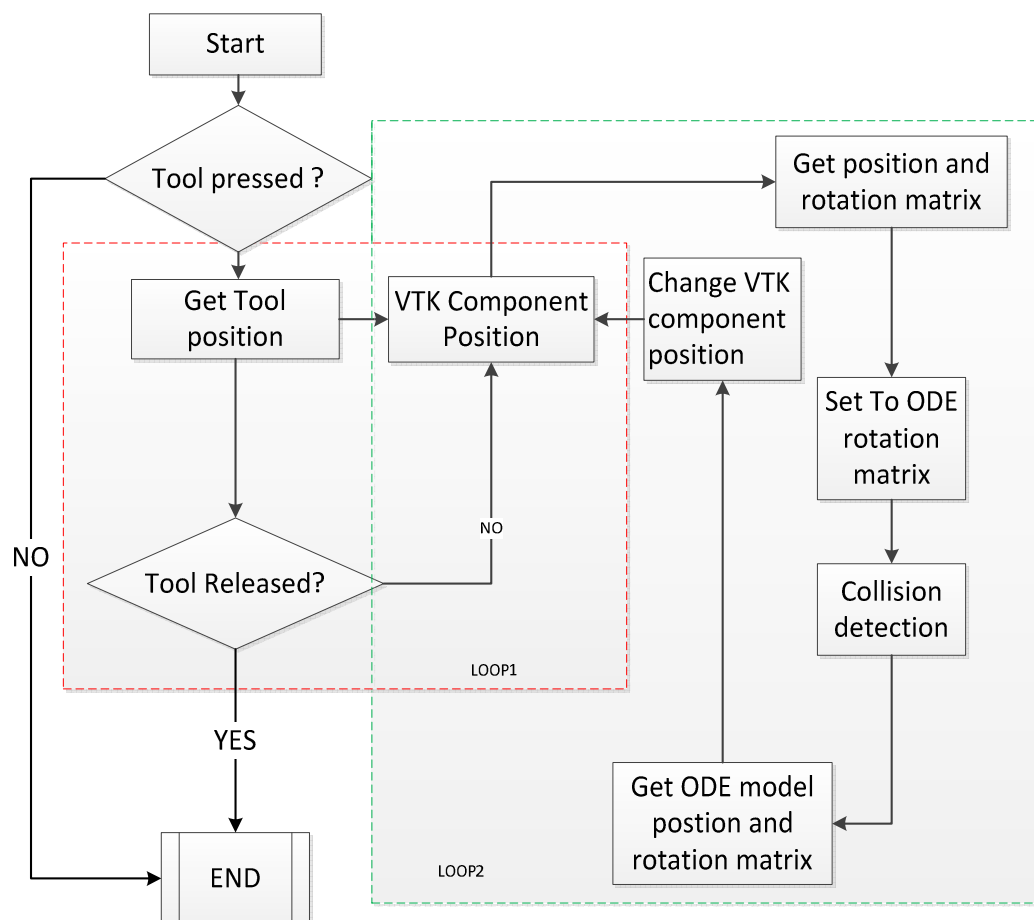 Start
Tool pressed ?
Get position and
rotation matrix
Get Tool
position
VTK Component
Position
Change VTK
component
position
Set To ODE
rotation
matrix
NO
NO
Tool Released?
Collision
detection
LOOP1
YES
Get ODE model
postion and
rotation matrix
LOOP2
END